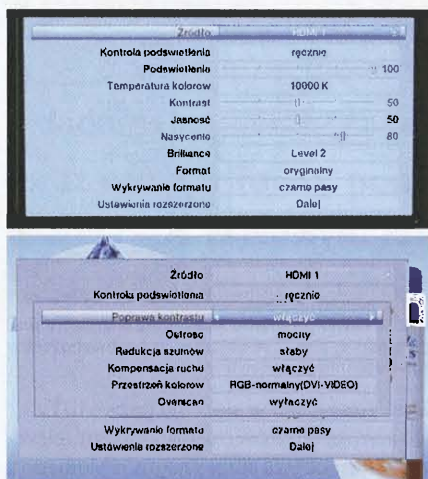 Źródło HDMI 1
Kontrola podświetlenia ręcznie
Podświetlenie 100
Temperatura kolorow 10000 K
Kontrast 50
Jasność 50
Nasycenie 80
Brilliance Level 2
Format oryginalny
Wykrywanie formatu czarne pasy
Ustawienia rozszerzone Dalej
Źródło HDMI 1
Kontrola podświetlenia ręcznie
Poprawa kontrastu włączyć
Ostrość mocny
Redukcja szumów słaby
Kompensacja ruchu włączyć
Przestrzeń kolorow RGB-normalny(DVI-VIDEO)
Overscan wyłączyć
Wykrywanie formatu czarne pasy
Ustawienia rozszerzone Dalej